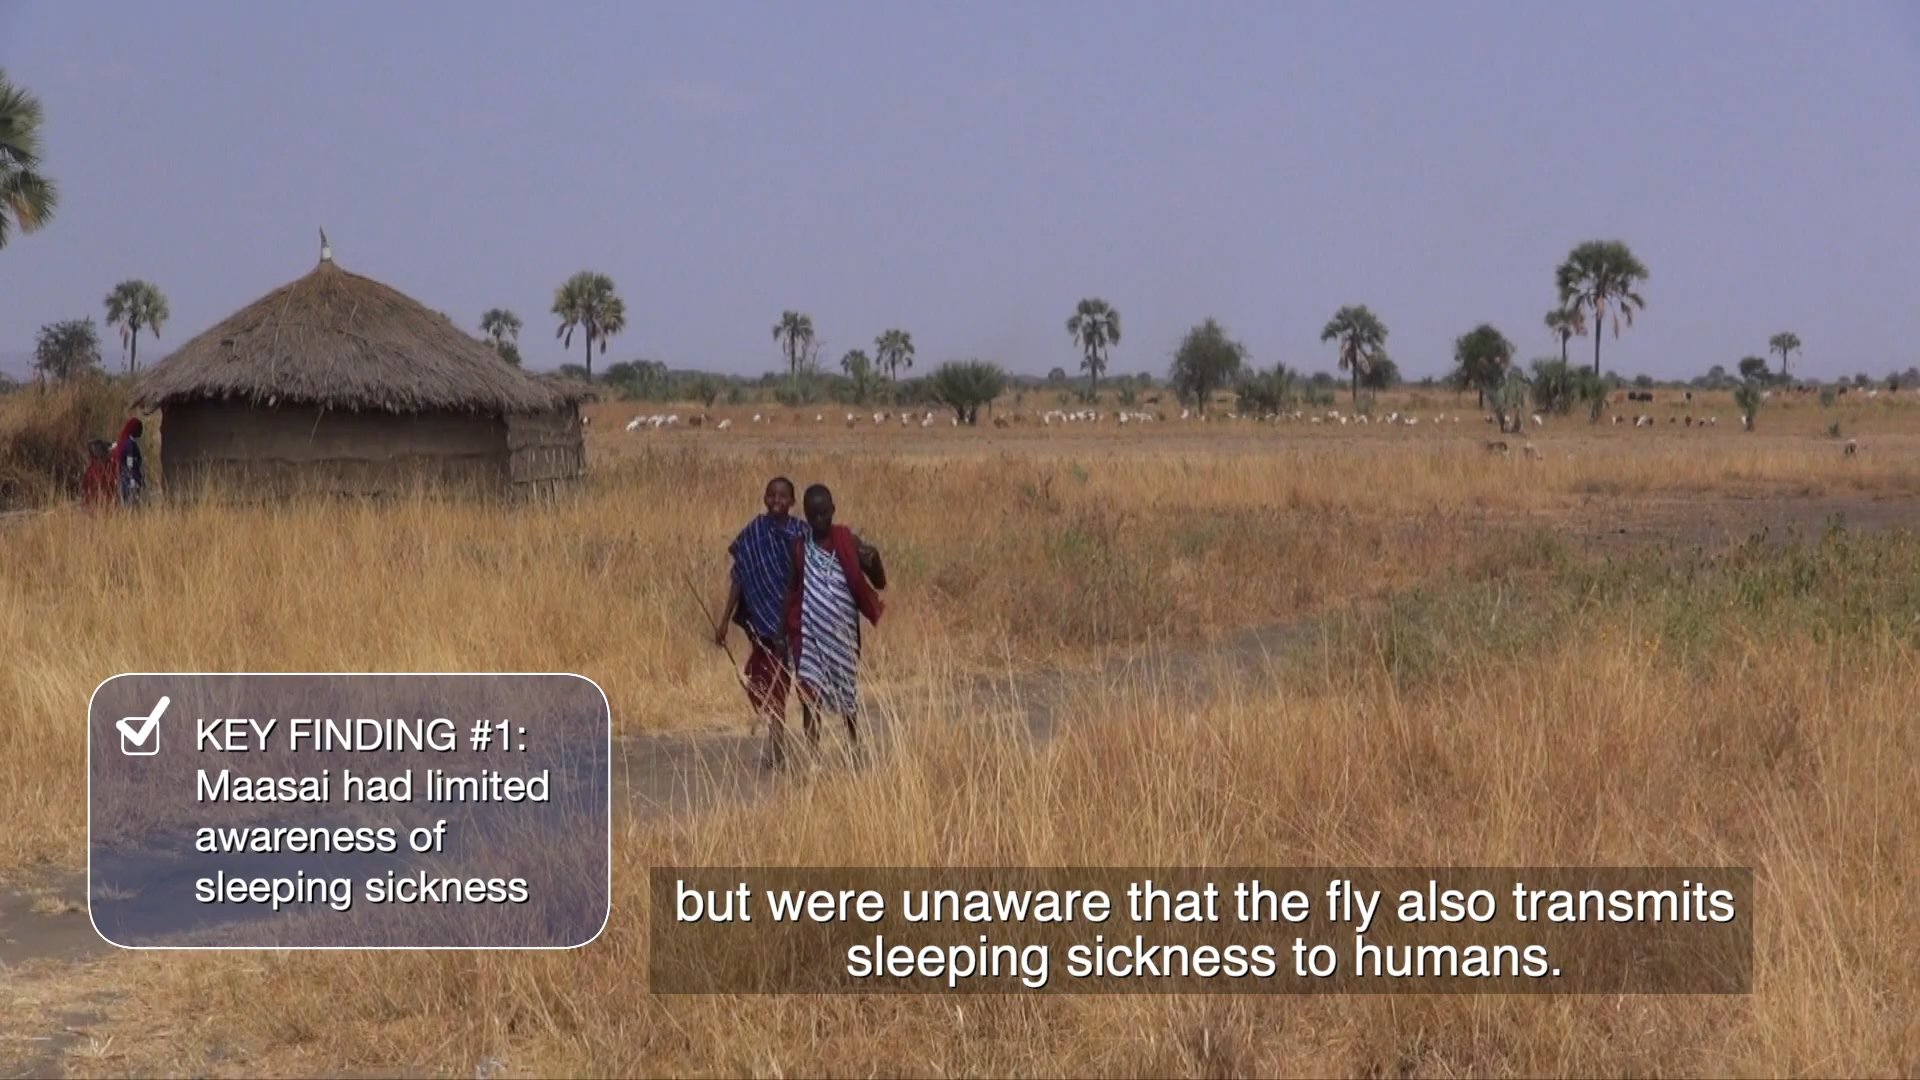 KEY FINDING #1:
Maasai had limited
awareness of
sleeping sickness
but were unaware that the fly also transmits
sleeping sickness to humans.